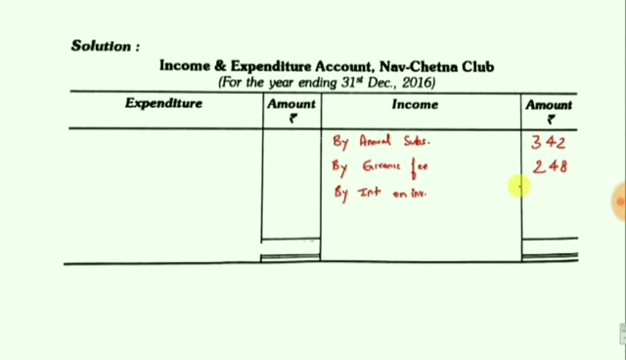 Solution :
Income & Expenditure Account, Nav-Chetna Club
(For the year ending 31st Dec., 2016)
Expenditure Amount ₹ Income Amount ₹
By Annual Subs. 342
By fee 248
By Int on inv.